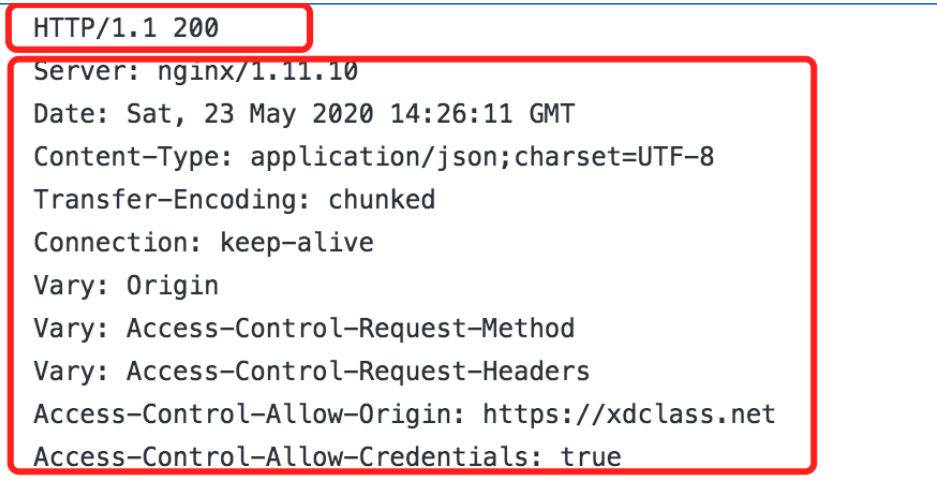 HTTP/1.1 200
Server: nginx/1.11.10
Date: Sat, 23 May 2020 14:26:11 GMT
Content-Type: application/json;charset=UTF-8
Transfer-Encoding: chunked
Connection: keep-alive
Vary: Origin
Vary: Access-Control-Request-Method
Vary: Access-Control-Request-Headers
Access-Control-Allow-Origin: https://xdclass.net
Access-Control-Allow-Credentials: true